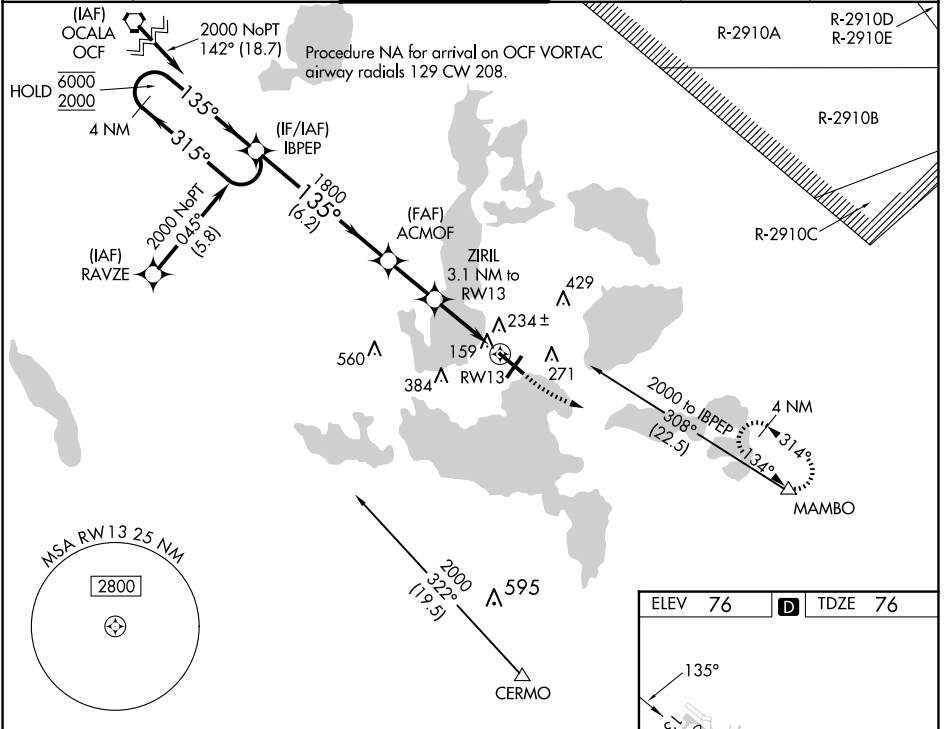 (IAF)
OCALA
OCF
2000 NoPT
142° (18.7)
Procedure NA for arrival on OCF VORTAC
airway radials 129 CW 208.
R-2910A
R-2910D
R-2910E
R-2910B
R-2910C
HOLD 6000
2000
4 NM
135°
315°
(IF/IAF)
IBPEP
2000 NoPT
045°
(5.8)
(IAF)
RAVZE
1800
135°
(6.2)
(FAF)
ACMOF
ZIRIL
3.1 NM to
RW13
429
234 ±
159
560
384
RW13
271
2000 to IBPEP
308°
(22.5)
4 NM
314°
134°
MAMBO
MSA RW13 25 NM
2800
2000
322°
(19.5)
595
CERMO
ELEV 76 D TDZE 76
135°